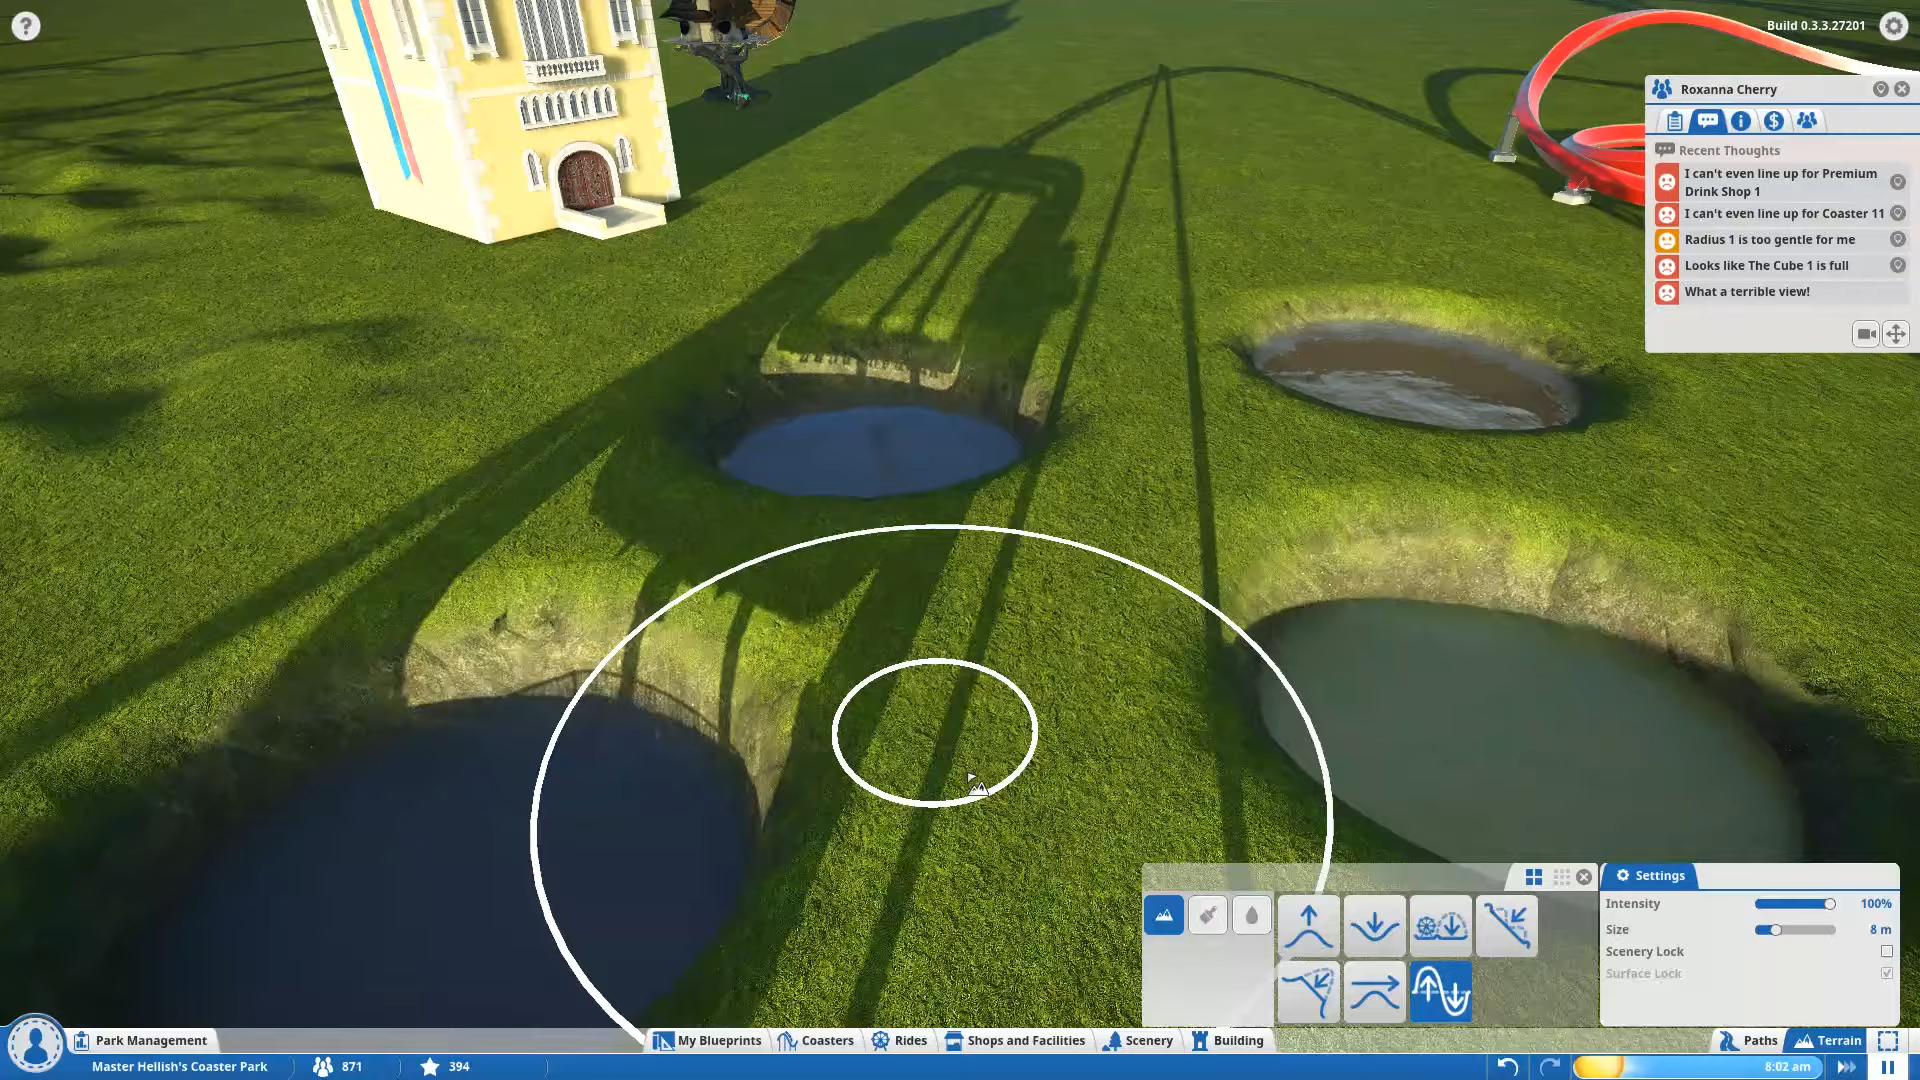 ?
Build 0.3.3.27201
Roxanna Cherry
Recent Thoughts
I can't even line up for Premium
Drink Shop 1
I can't even line up for Coaster 11
Radius 1 is too gentle for me
Looks like The Cube 1 is full
What a terrible view!
Settings
Intensity 100%
Size 8 m
Scenery Lock
Surface Lock
Park Management
My Blueprints Coasters Rides Shops and Facilities Scenery Building
Paths Terrain
Master Hellish's Coaster Park 871 394
8:02 am